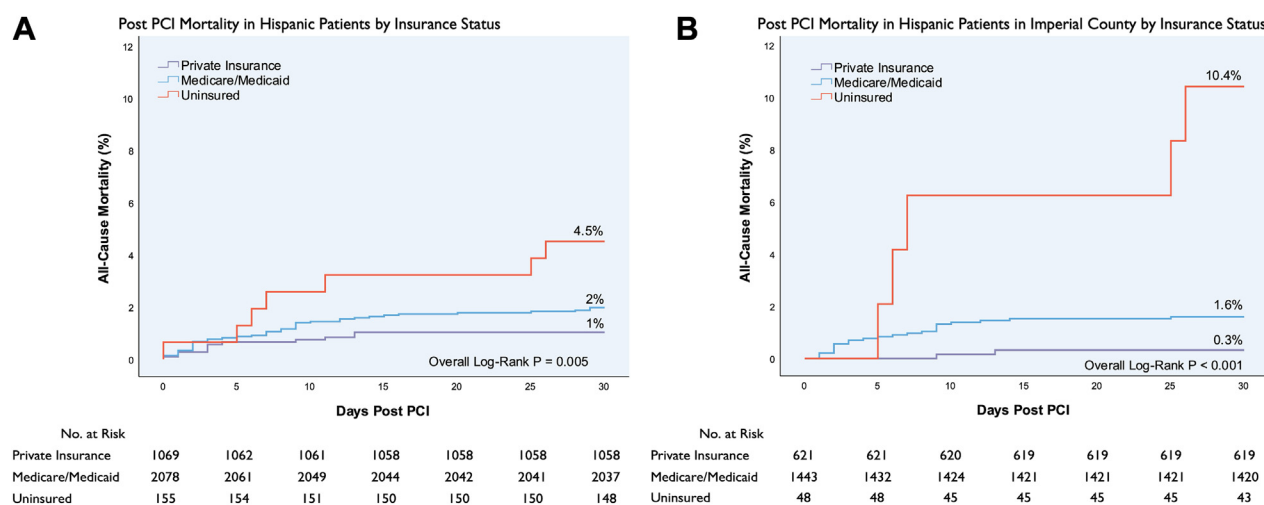 A
Post PCI Mortality in Hispanic Patients by Insurance Status
All-Cause Mortality (%)
12
10
8
6
4
2
0
Private Insurance
Medicare/Medicaid
Uninsured
4.5%
2%
1%
Overall Log-Rank P = 0.005
0 5 10 15 20 25 30
Days Post PCI
No. at Risk
Private Insurance 1069 1062 1061 1058 1058 1058 1058
Medicare/Medicaid 2078 2061 2049 2044 2042 2041 2037
Uninsured 155 154 151 150 150 150 148
B
Post PCI Mortality in Hispanic Patients in Imperial County by Insurance Status
All-Cause Mortality (%)
12
10
8
6
4
2
0
Private Insurance
Medicare/Medicaid
Uninsured
10.4%
1.6%
0.3%
Overall Log-Rank P < 0.001
0 5 10 15 20 25 30
Days Post PCI
No. at Risk
Private Insurance 621 621 620 619 619 619 619
Medicare/Medicaid 1443 1432 1424 1421 1421 1421 1420
Uninsured 48 48 45 45 45 45 43